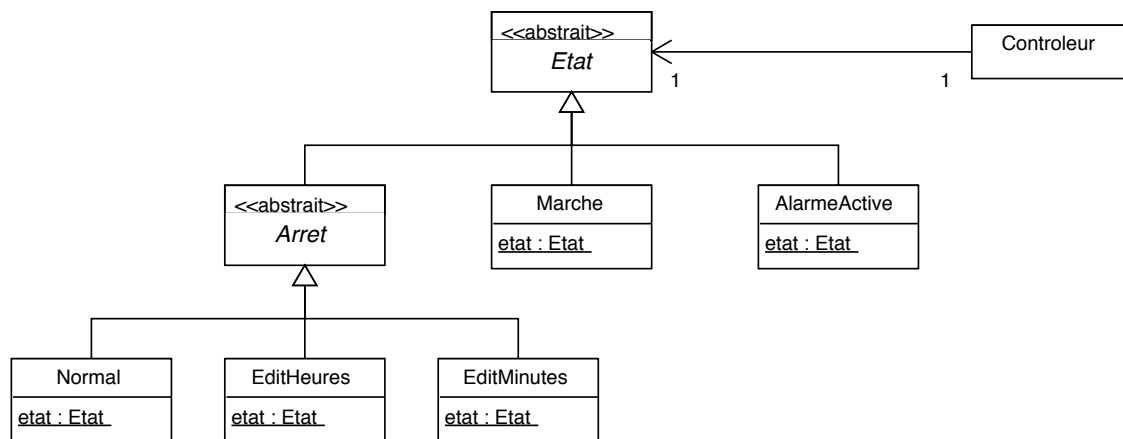 <<abstrait>>
Etat
Controleur
1
1
<<abstrait>>
Arret
Marche
etat : Etat
AlarmeActive
etat : Etat
Normal
etat : Etat
EditHeures
etat : Etat
EditMinutes
etat : Etat